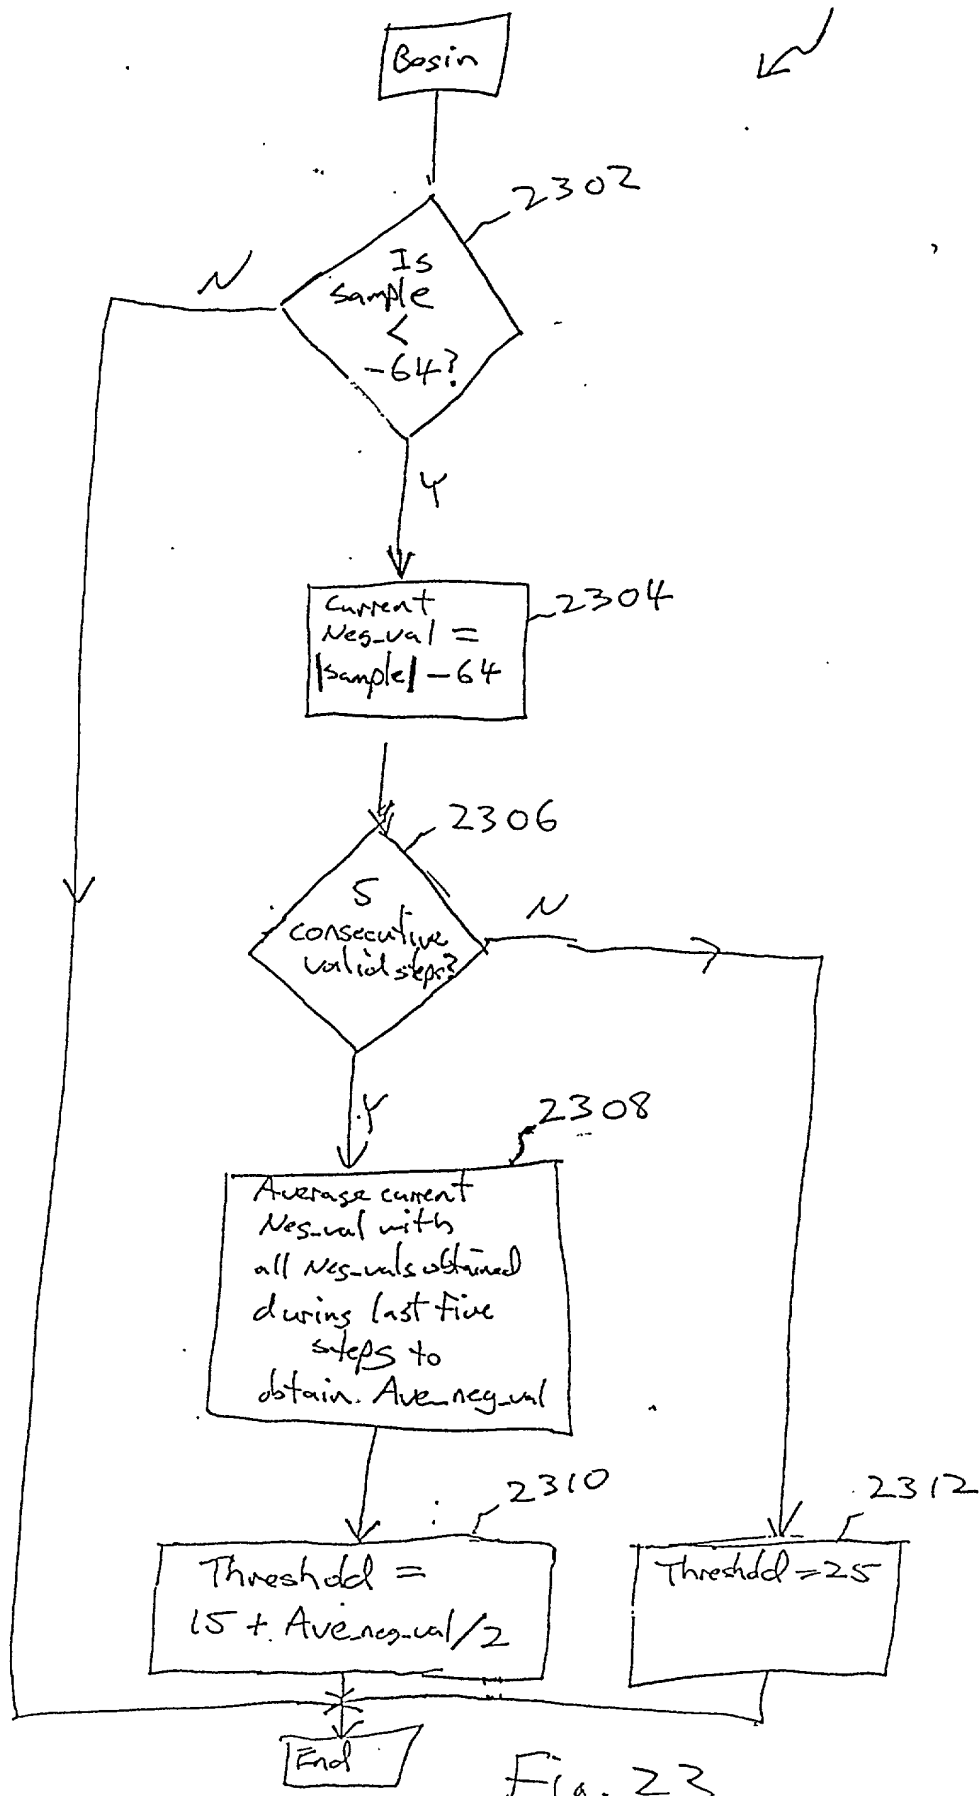 Begin
2302
N
Is
sample
<
-64?
Y
2304
Current
Neg_val =
|sample| - 64
2306
5
consecutive
valid steps?
N
Y
2308
Average current
Neg_val with
all Neg_vals obtained
during last five
steps to
obtain. Ave_neg_val
2310
Threshold =
15 + Ave_neg_val/2
2312
Threshold = 25
End
Fig. 23